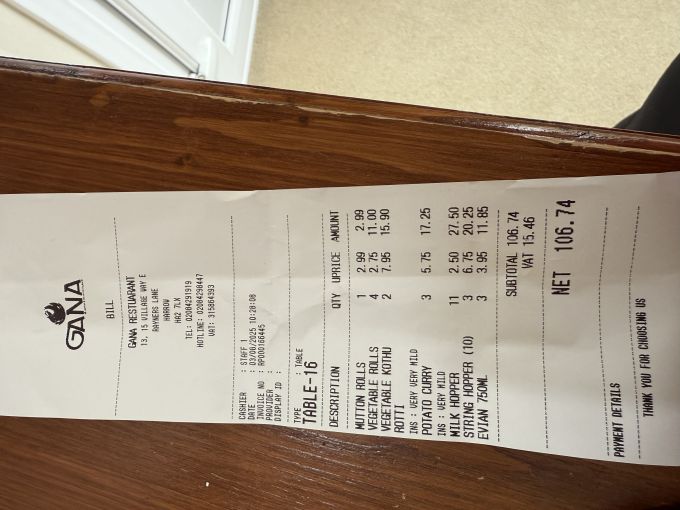 GANA
BILL
GANA RESTUARANT
13, 15 VILLAGE WAY E
RAYNERS LANE
HARROW
HA2 7LX
TEL: 02084291919
HOTLINE: 02084298447
VAT: 315864393
CASHIER : STAFF 1
DATE : 03/08/2025 10:28:08
INVOICE NO : RP000166445
PROVIDER :
DISPLAY ID :
TYPE : TABLE
TABLE-16
DESCRIPTION QTY UPRICE AMOUNT
MUTTON ROLLS 1 2.99 2.99
VEGETABLE ROLLS 4 2.75 11.00
VEGETABLE KOTHU 2 7.95 15.90
ROTTI
INS : VERY VERY MILD
POTATO CURRY 3 5.75 17.25
INS : VERY MILD
MILK HOPPER 11 2.50 27.50
STRING HOPPER (10) 3 6.75 20.25
EVIAN 750ML 3 3.95 11.85
SUBTOTAL 106.74
VAT 15.46
NET 106.74
PAYMENT DETAILS
THANK YOU FOR CHOOSING US